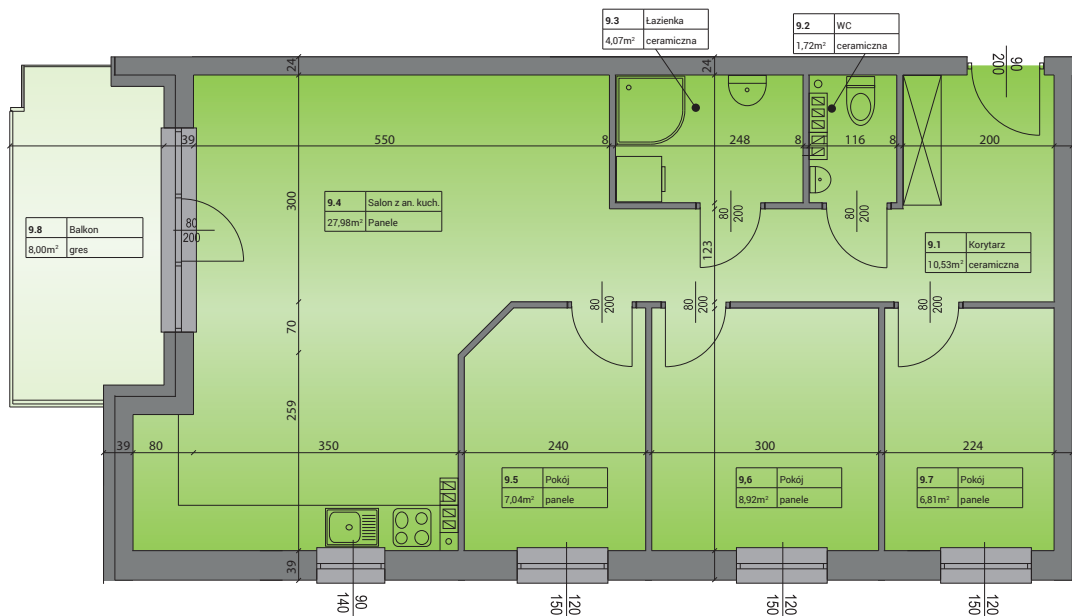 9.3 Łazienka
4,07m² ceramiczna
9.2 WC
1,72m² ceramiczna
24
24
90
200
39
550
8
248
8
116
8
200
300
9.4 Salon z an. kuch.
27,98m² Panele
80
200
80
200
9.8 Balkon
8,00m² gres
80
200
123
9.1 Korytarz
10,53m² ceramiczna
80
200
80
200
80
200
70
259
39
80
350
240
300
224
9.5 Pokój
7,04m² panele
9,6 Pokój
8,92m² panele
9.7 Pokój
6,81m² panele
39
90
140
120
150
120
150
120
150